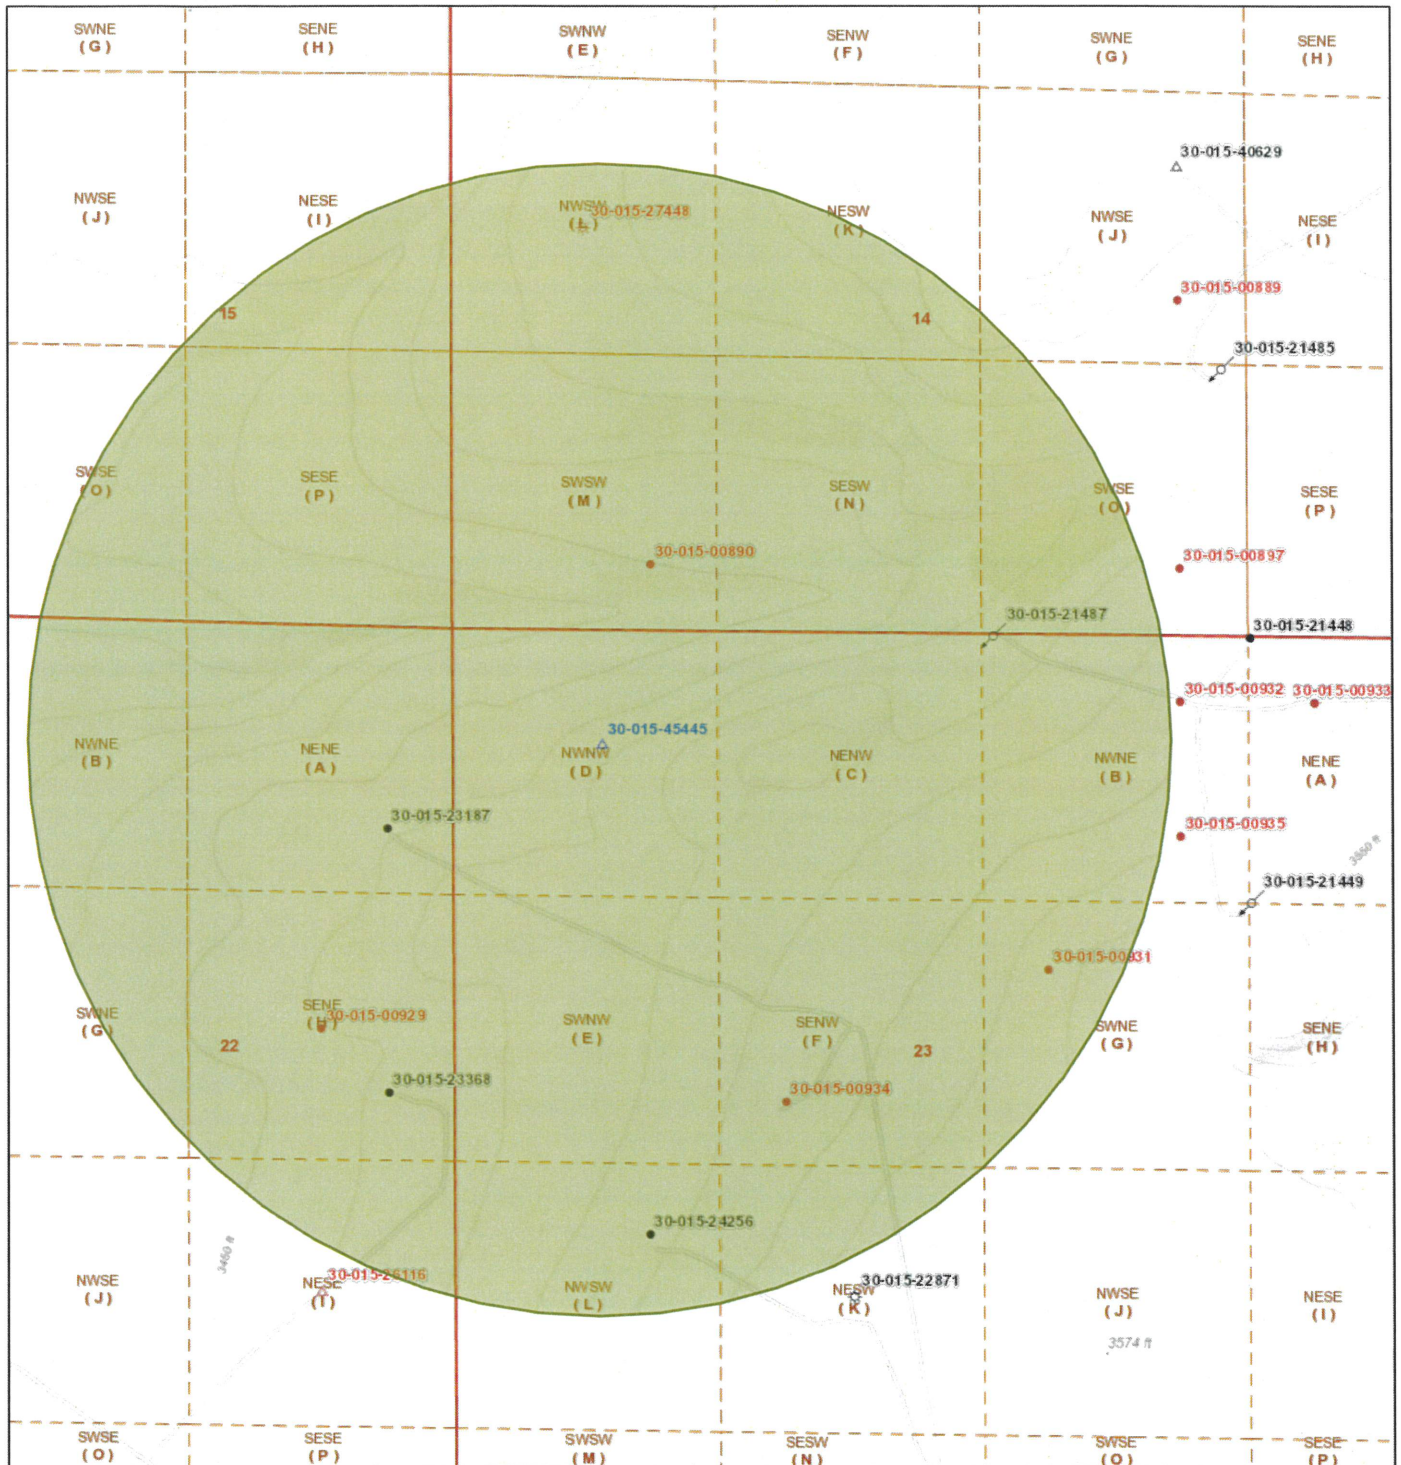 SWNE
(G)
SENE
(H)
SWNW
(E)
SENW
(F)
SWNE
(G)
SENE
(H)
30-015-40629
NWSE
(J)
NESE
(I)
NWSW
(L)
30-015-27448
NESW
(K)
NWSE
(J)
NESE
(I)
30-015-00889
15
14
30-015-21485
SWSE
(O)
SESE
(P)
SWSW
(M)
SESW
(N)
SWSE
(O)
SESE
(P)
30-015-00890
30-015-00897
30-015-21487
30-015-21448
30-015-00932
30-015-00933
30-015-45445
NWNE
(B)
NENE
(A)
NWNW
(D)
NENW
(C)
NWNE
(B)
NENE
(A)
30-015-23187
30-015-00935
3550 ft
30-015-21449
30-015-00931
SWNE
(G)
SENE
(H)
30-015-00929
SWNW
(E)
SENW
(F)
SWNE
(G)
SENE
(H)
22
23
30-015-23368
30-015-00934
30-015-24256
3450 ft
NWSE
(J)
NESE
(I)
30-015-26116
NWSW
(L)
NESW
(K)
30-015-22871
NWSE
(J)
NESE
(I)
3574 ft
SWSE
(O)
SESE
(P)
SWSW
(M)
SESW
(N)
SWSE
(O)
SESE
(P)